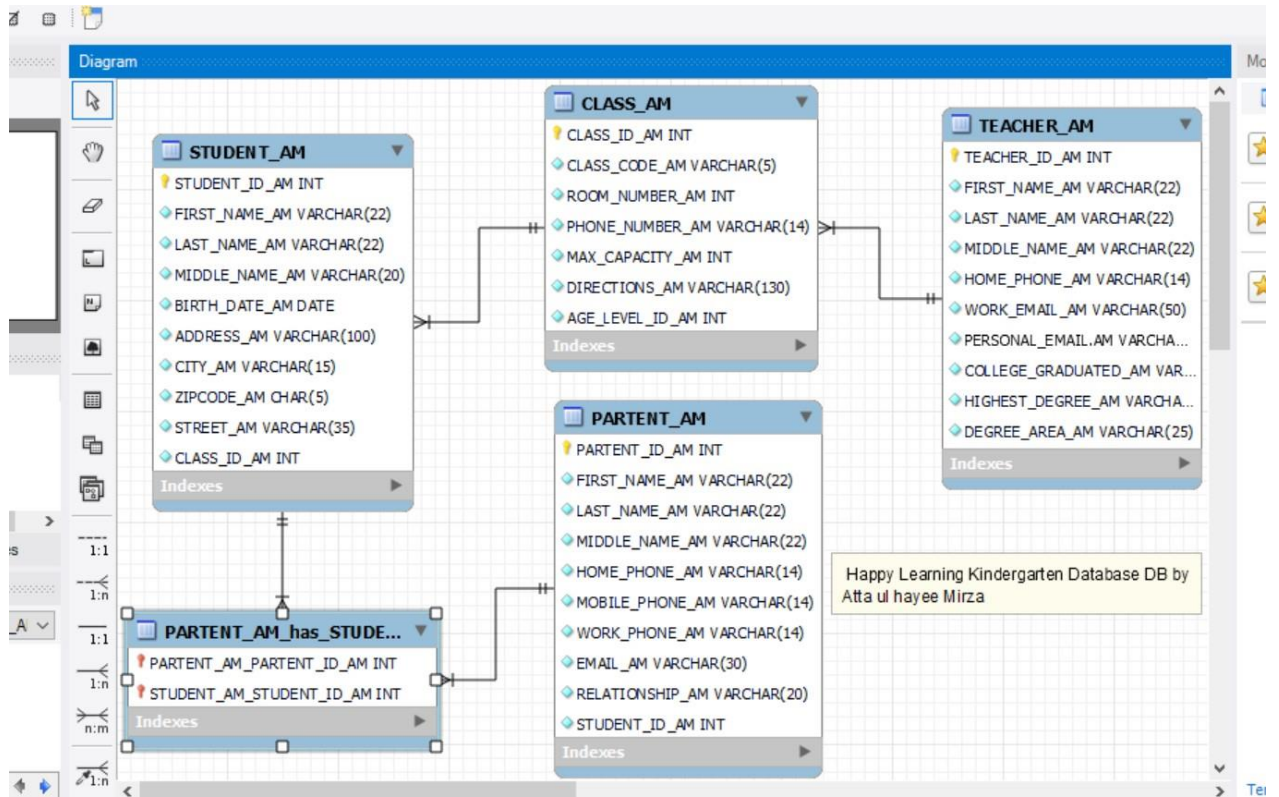 Diagram
Mo
STUDENT_AM
STUDENT_ID_AM INT
FIRST_NAME_AM VARCHAR(22)
LAST_NAME_AM VARCHAR(22)
MIDDLE_NAME_AM VARCHAR(20)
BIRTH_DATE_AM DATE
ADDRESS_AM VARCHAR(100)
CITY_AM VARCHAR(15)
ZIPCODE_AM CHAR(5)
STREET_AM VARCHAR(35)
CLASS_ID_AM INT
Indexes
CLASS_AM
CLASS_ID_AM INT
CLASS_CODE_AM VARCHAR(5)
ROOM_NUMBER_AM INT
PHONE_NUMBER_AM VARCHAR(14)
MAX_CAPACITY_AM INT
DIRECTIONS_AM VARCHAR(130)
AGE_LEVEL_ID_AM INT
Indexes
TEACHER_AM
TEACHER_ID_AM INT
FIRST_NAME_AM VARCHAR(22)
LAST_NAME_AM VARCHAR(22)
MIDDLE_NAME_AM VARCHAR(22)
HOME_PHONE_AM VARCHAR(14)
WORK_EMAIL_AM VARCHAR(50)
PERSONAL_EMAIL.AM VARCHA...
COLLEGE_GRADUATED_AM VAR...
HIGHEST_DEGREE_AM VARCHA...
DEGREE_AREA_AM VARCHAR(25)
Indexes
PARTENT_AM
PARTENT_ID_AM INT
FIRST_NAME_AM VARCHAR(22)
LAST_NAME_AM VARCHAR(22)
MIDDLE_NAME_AM VARCHAR(22)
HOME_PHONE_AM VARCHAR(14)
MOBILE_PHONE_AM VARCHAR(14)
WORK_PHONE_AM VARCHAR(14)
EMAIL_AM VARCHAR(30)
RELATIONSHIP_AM VARCHAR(20)
STUDENT_ID_AM INT
Indexes
Happy Learning Kindergarten Database DB by
Atta ul hayee Mirza
PARTENT_AM_has_STUDE...
PARTENT_AM_PARTENT_ID_AM INT
STUDENT_AM_STUDENT_ID_AM INT
Indexes
1:1
1:n
1:1
1:n
n:m
1:n
es
_A
Ter